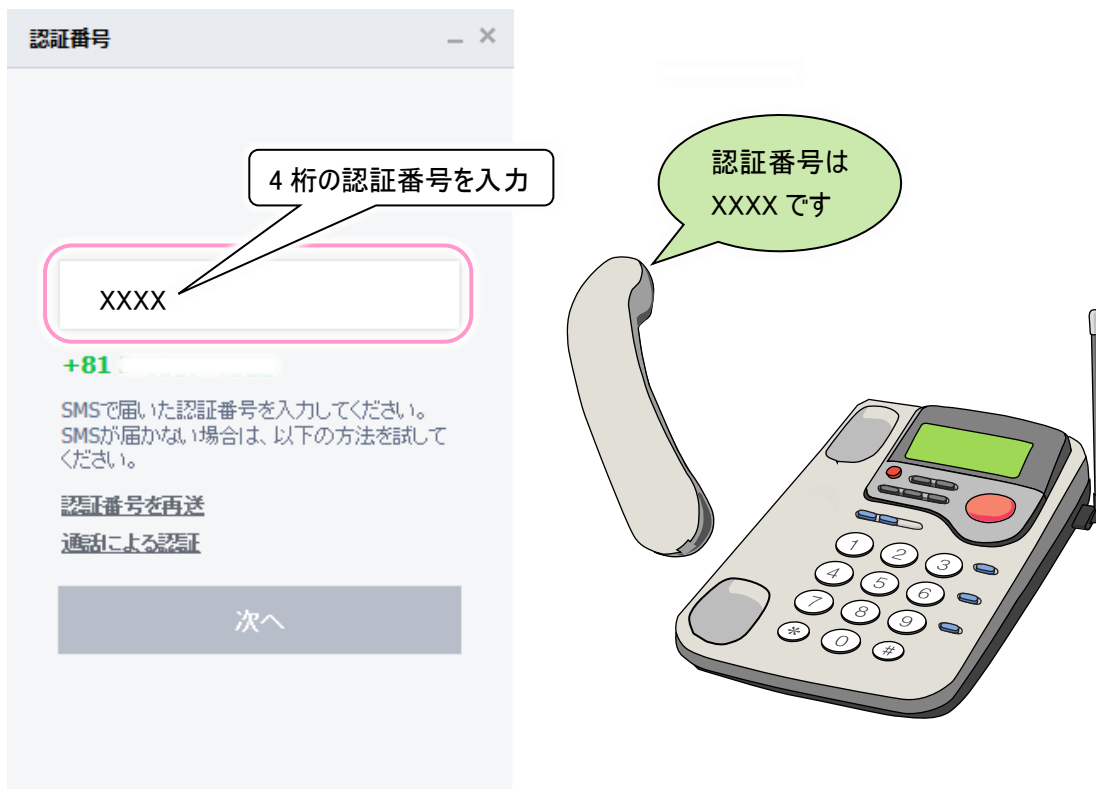 認証番号
4 桁の認証番号を入力
XXXX
+81
SMSで届いた認証番号を入力してください。
SMSが届かない場合は、以下の方法を試して
ください。
認証番号を再送
通話による認証
次へ
認証番号は
XXXX です
1 2 3
4 5 6
7 8 9
* 0 #